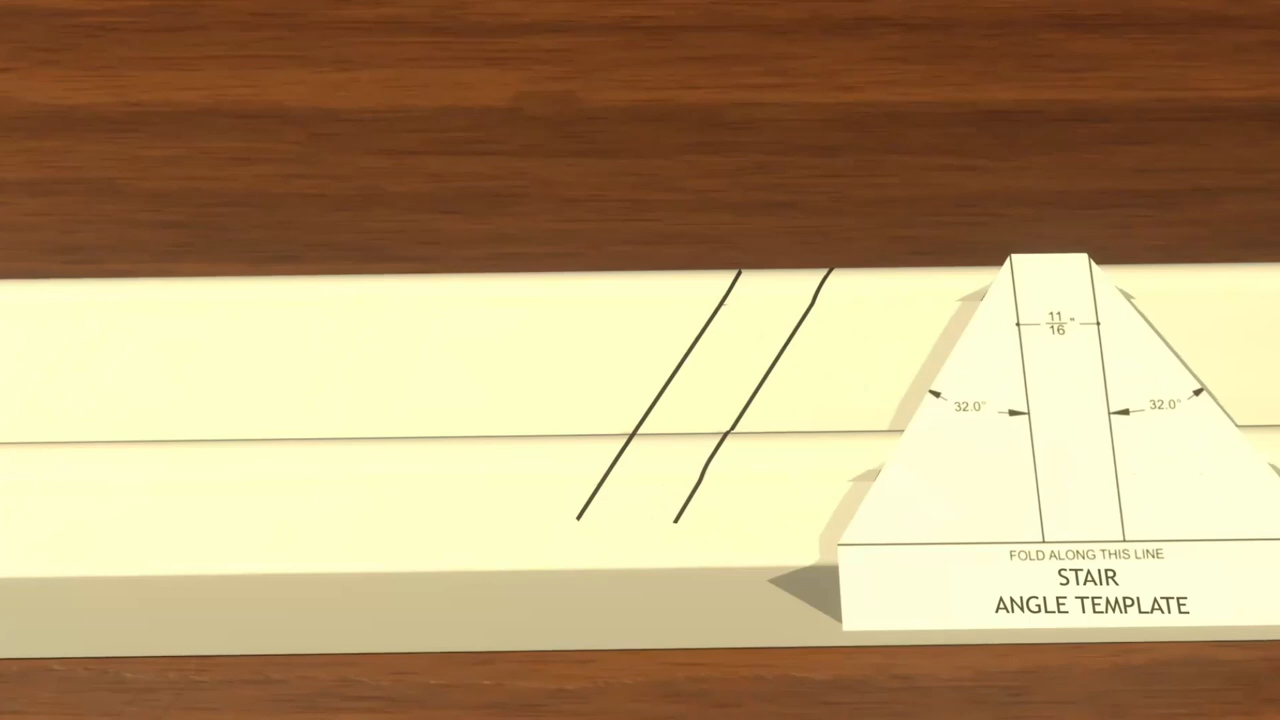 11/16"
32.0° 32.0°
FOLD ALONG THIS LINE
STAIR
ANGLE TEMPLATE